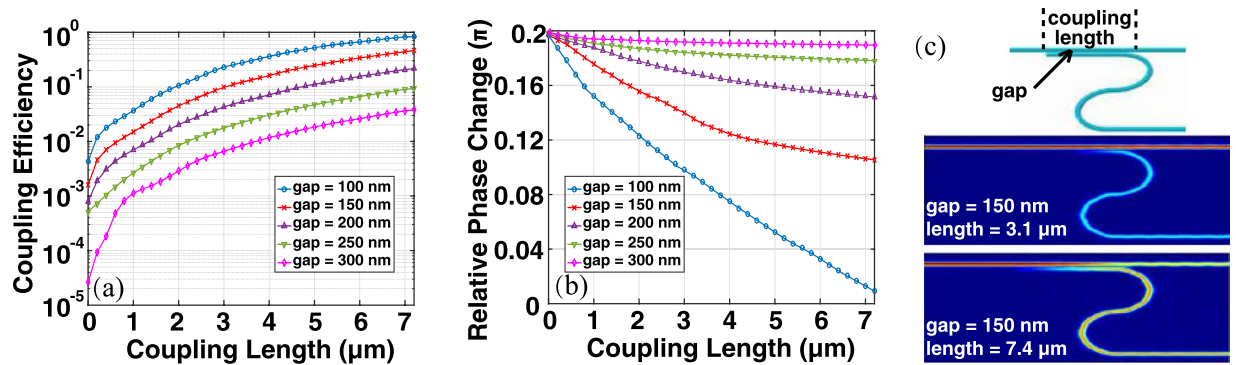 10^0
10^-1
10^-2
10^-3
10^-4
10^-5
Coupling Efficiency
gap = 100 nm
gap = 150 nm
gap = 200 nm
gap = 250 nm
gap = 300 nm
(a)
0 1 2 3 4 5 6 7
Coupling Length (μm)
0.2
0.16
0.12
0.08
0.04
0
Relative Phase Change (π)
gap = 100 nm
gap = 150 nm
gap = 200 nm
gap = 250 nm
gap = 300 nm
(b)
0 1 2 3 4 5 6 7
Coupling Length (μm)
(c)
coupling
length
gap
gap = 150 nm
length = 3.1 μm
gap = 150 nm
length = 7.4 μm